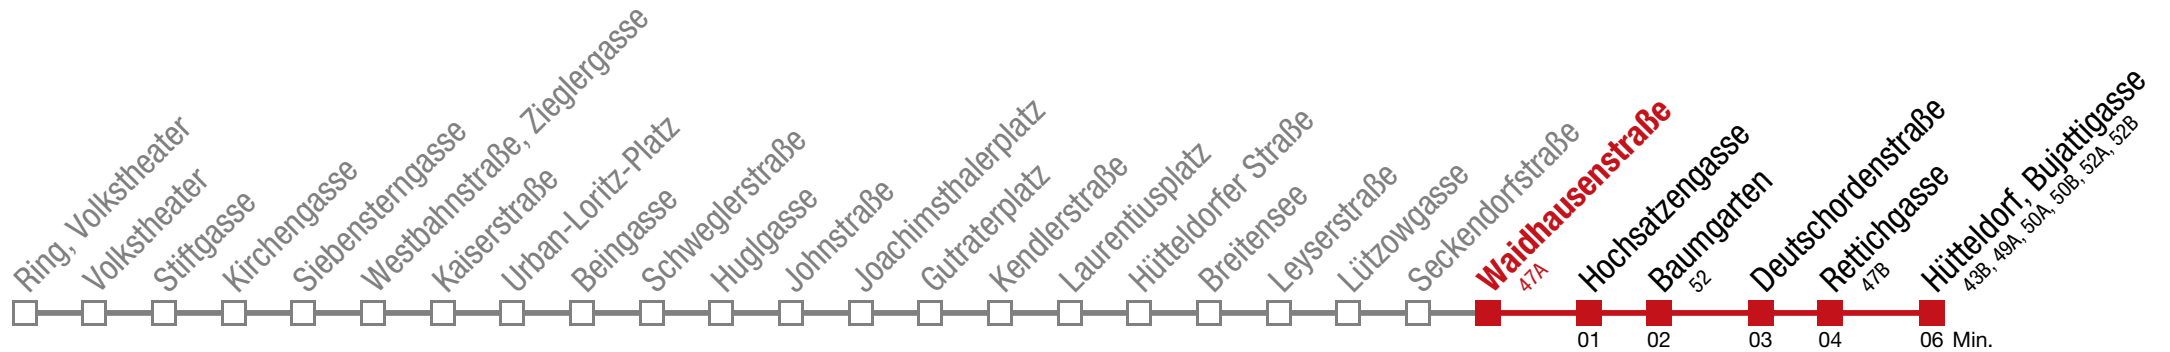 Ring, Volkstheater
Volkstheater
Stiftgasse
Kirchengasse
Siebensterngasse
Westbahnstraße, Zieglergasse
Kaiserstraße
Urban-Loritz-Platz
Beingasse
Schweglerstraße
Huglgasse
Johnstraße
Joachimsthalerplatz
Gutraterplatz
Kendlerstraße
Laurentiusplatz
Hütteldorfer Straße
Breitensee
Leyserstraße
Lützowgasse
Seckendorfstraße
Waidhausenstraße
47A
Hochsatzengasse
Baumgarten
52
Deutschordenstraße
Rettichgasse
47B
Hütteldorf, Bujattigasse
43B, 49A, 50A, 50B, 52A, 52B
01 02 03 04 06 Min.